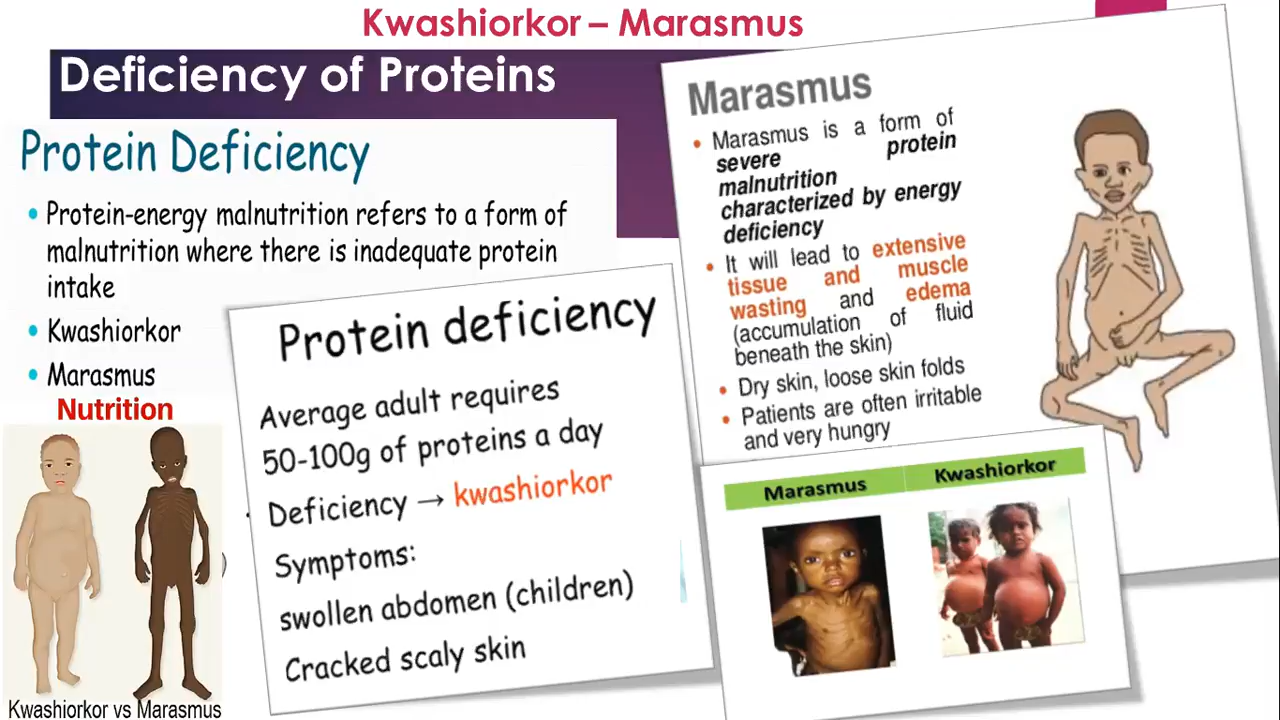 Kwashiorkor – Marasmus
Deficiency of Proteins
Protein Deficiency
• Protein-energy malnutrition refers to a form of
malnutrition where there is inadequate protein
intake
• Kwashiorkor
• Marasmus
Nutrition
Kwashiorkor vs Marasmus
Protein deficiency
Average adult requires
50-100g of proteins a day
Deficiency → kwashiorkor
Symptoms:
swollen abdomen (children)
Cracked scaly skin
Marasmus
• Marasmus is a form of
severe protein
malnutrition
characterized by energy
deficiency
• It will lead to extensive
tissue and muscle
wasting and edema
(accumulation of fluid
beneath the skin)
• Dry skin, loose skin folds
• Patients are often irritable
and very hungry
Marasmus Kwashiorkor